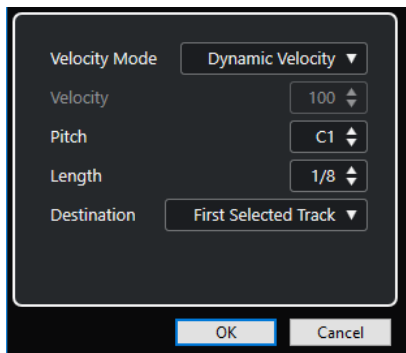 Velocity Mode Dynamic Velocity
Velocity 100
Pitch C1
Length 1/8
Destination First Selected Track
OK Cancel